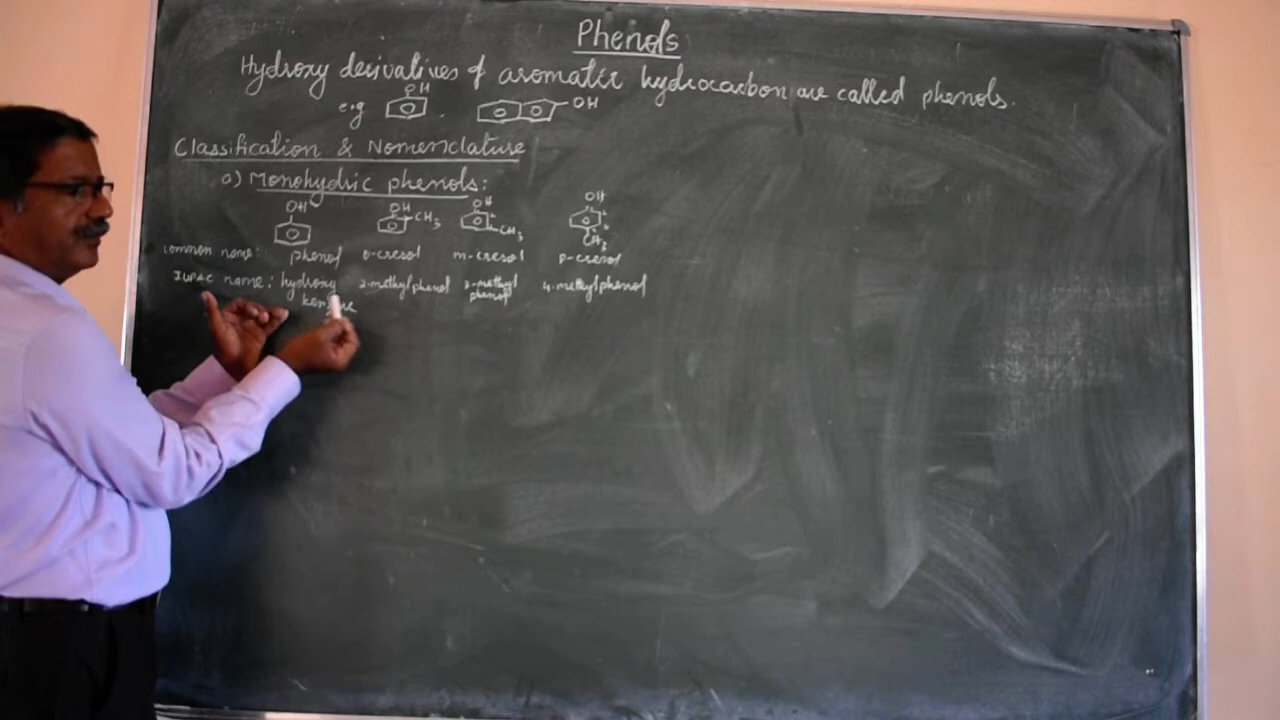 Phenols
Hydroxy derivatives of aromatic hydrocarbon are called phenols.
e.g OH OH
Classification & Nomenclature
a) Monohydric phenols:
OH OH CH3 OH CH3 OH CH3
Common name: phenol o-cresol m-cresol p-cresol
IUPAC name: hydroxy 2-methylphenol 3-methyl phenol 4-methylphenol